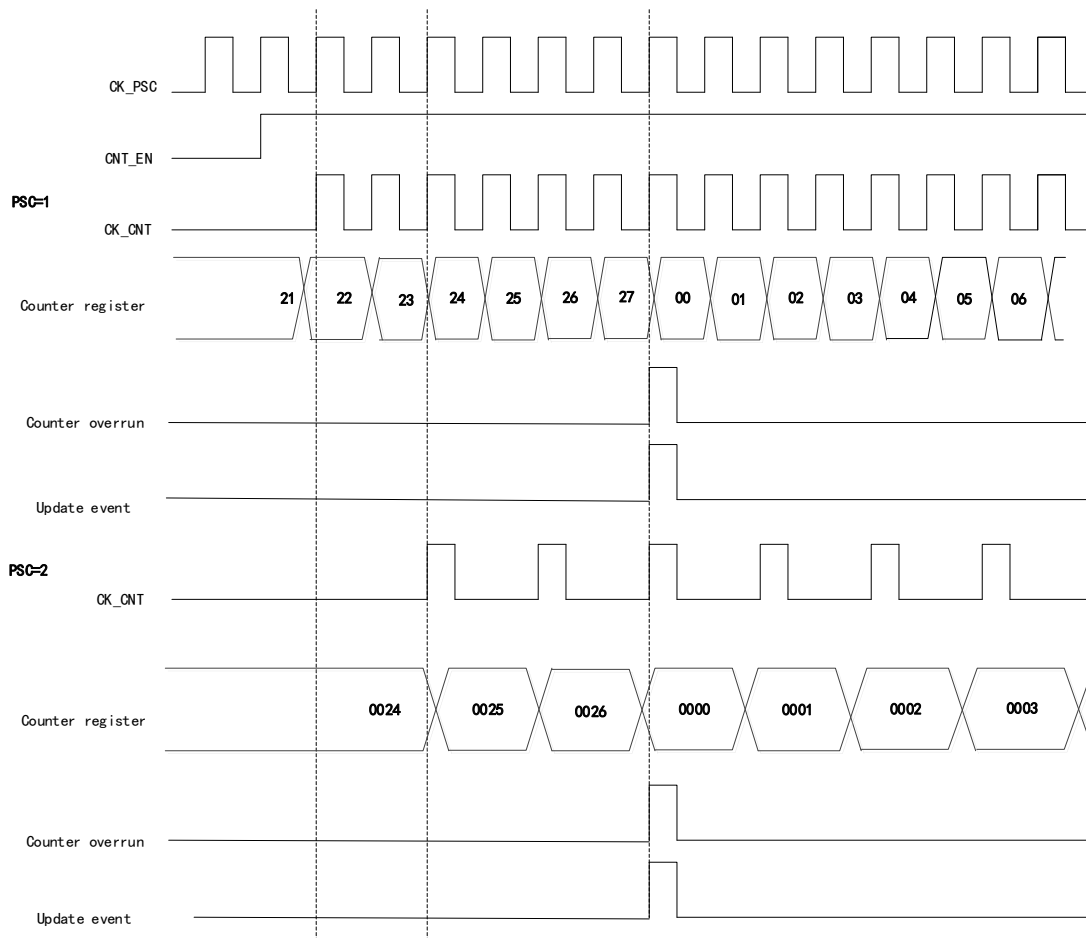 CK_PSC
CNT_EN
PSC=1
CK_CNT
Counter register
21 22 23 24 25 26 27 00 01 02 03 04 05 06
Counter overrun
Update event
PSC=2
CK_CNT
Counter register
0024 0025 0026 0000 0001 0002 0003
Counter overrun
Update event